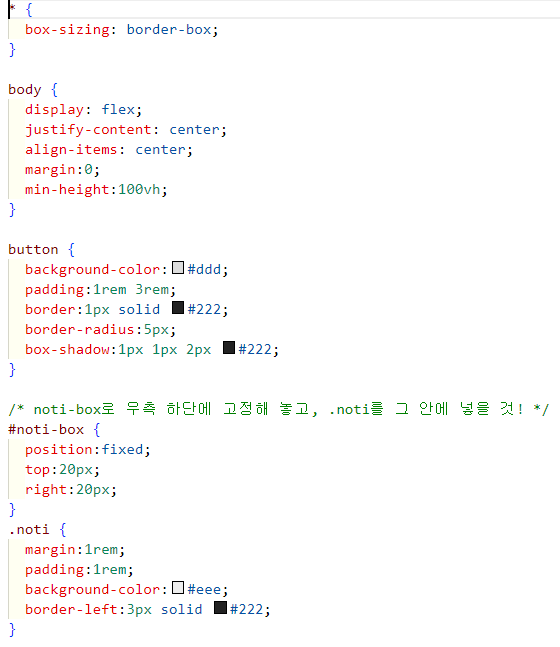 * {
  box-sizing: border-box;
}
body {
  display: flex;
  justify-content: center;
  align-items: center;
  margin:0;
  min-height:100vh;
}
button {
  background-color:#ddd;
  padding:1rem 3rem;
  border:1px solid #222;
  border-radius:5px;
  box-shadow:1px 1px 2px #222;
}
/* noti-box로 우측 하단에 고정해 놓고, .noti를 그 안에 넣을 것! */
#noti-box {
  position:fixed;
  top:20px;
  right:20px;
}
.noti {
  margin:1rem;
  padding:1rem;
  background-color:#eee;
  border-left:3px solid #222;
}